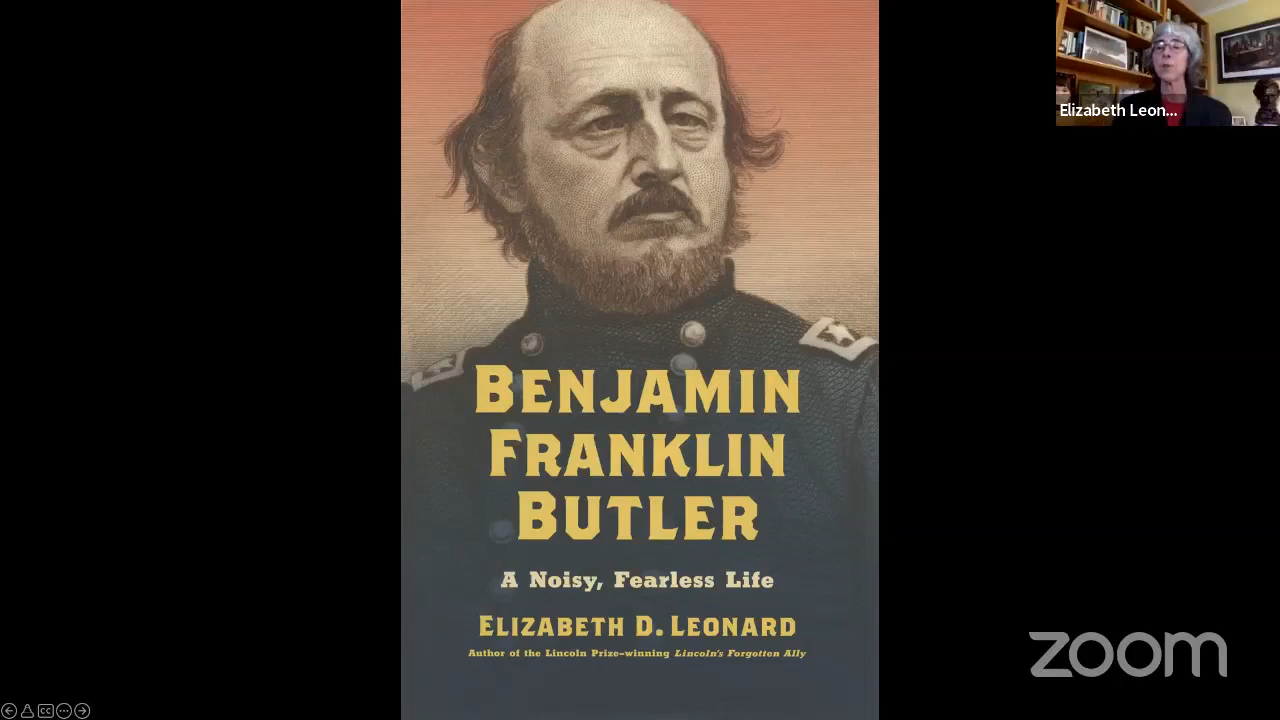 Elizabeth Leon...
BENJAMIN
FRANKLIN
BUTLER
A Noisy, Fearless Life
ELIZABETH D. LEONARD
Author of the Lincoln Prize–winning Lincoln's Forgotten Ally
zoom
CC